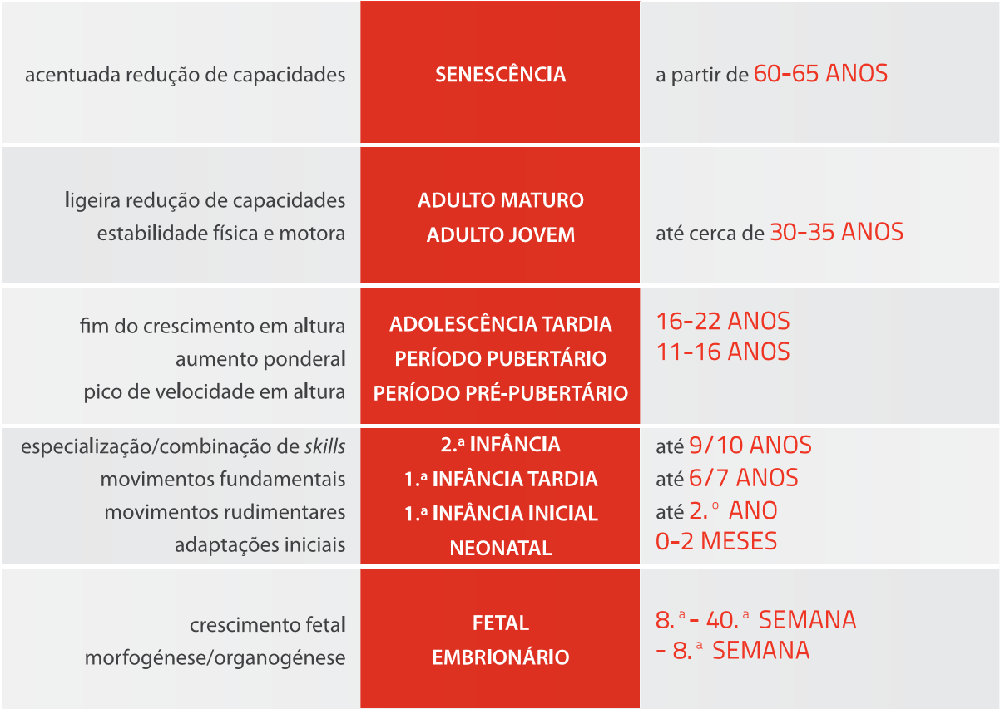 acentuada redução de capacidades SENESCÊNCIA a partir de 60-65 ANOS
ligeira redução de capacidades ADULTO MATURO
estabilidade física e motora ADULTO JOVEM até cerca de 30-35 ANOS
fim do crescimento em altura ADOLESCÊNCIA TARDIA 16-22 ANOS
aumento ponderal PERÍODO PUBERTÁRIO 11-16 ANOS
pico de velocidade em altura PERÍODO PRÉ-PUBERTÁRIO
especialização/combinação de skills 2.ª INFÂNCIA até 9/10 ANOS
movimentos fundamentais 1.ª INFÂNCIA TARDIA até 6/7 ANOS
movimentos rudimentares 1.ª INFÂNCIA INICIAL até 2.º ANO
adaptações iniciais NEONATAL 0-2 MESES
crescimento fetal FETAL 8.ª - 40.ª SEMANA
morfogénese/organogénese EMBRIONÁRIO - 8.ª SEMANA